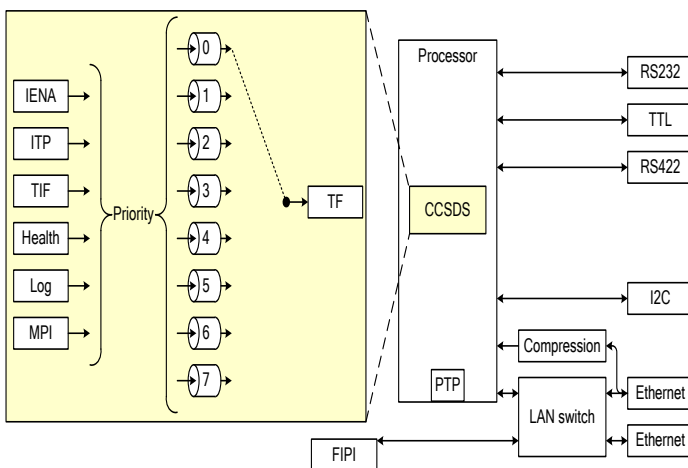 IENA
ITP
TIF
Health
Log
MPI
Priority
0
1
2
3
4
5
6
7
TF
Processor
CCSDS
PTP
RS232
TTL
RS422
I2C
Compression
LAN switch
Ethernet
Ethernet
FIPI